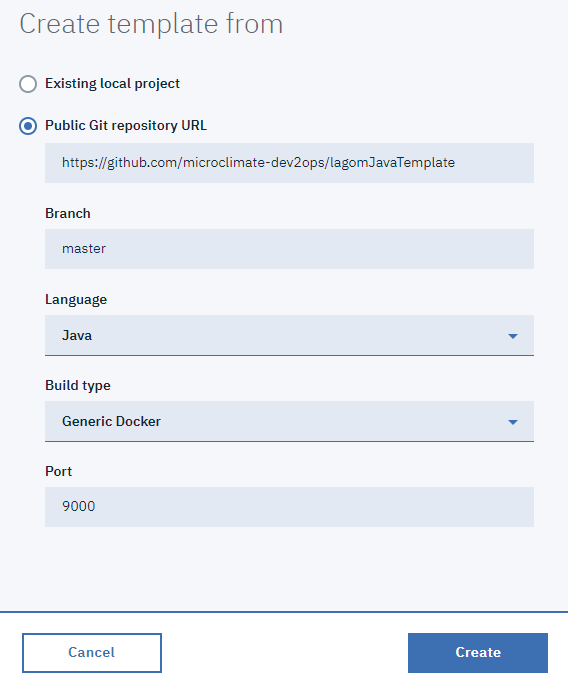 Create template from
Existing local project
Public Git repository URL
https://github.com/microclimate-dev2ops/lagomJavaTemplate
Branch
master
Language
Java
Build type
Generic Docker
Port
9000
Cancel
Create